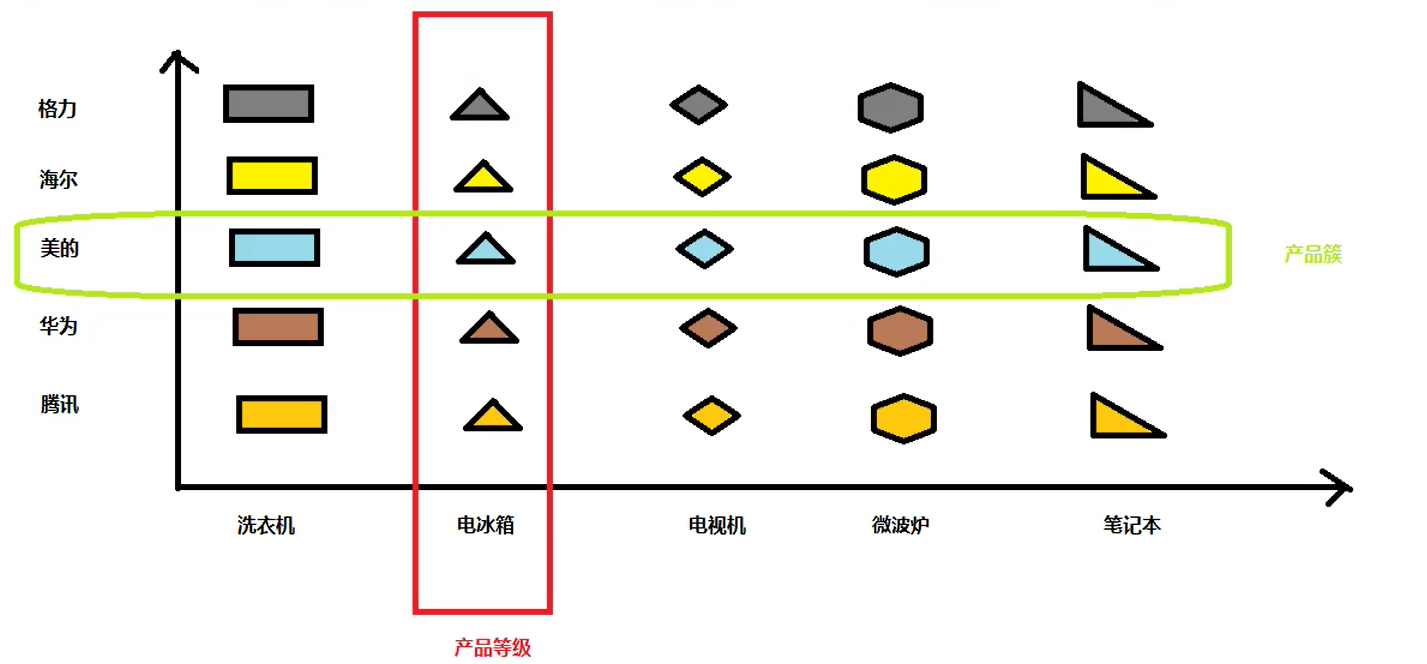 格力
海尔
美的
产品簇
华为
腾讯
洗衣机
电冰箱
电视机
微波炉
笔记本
产品等级